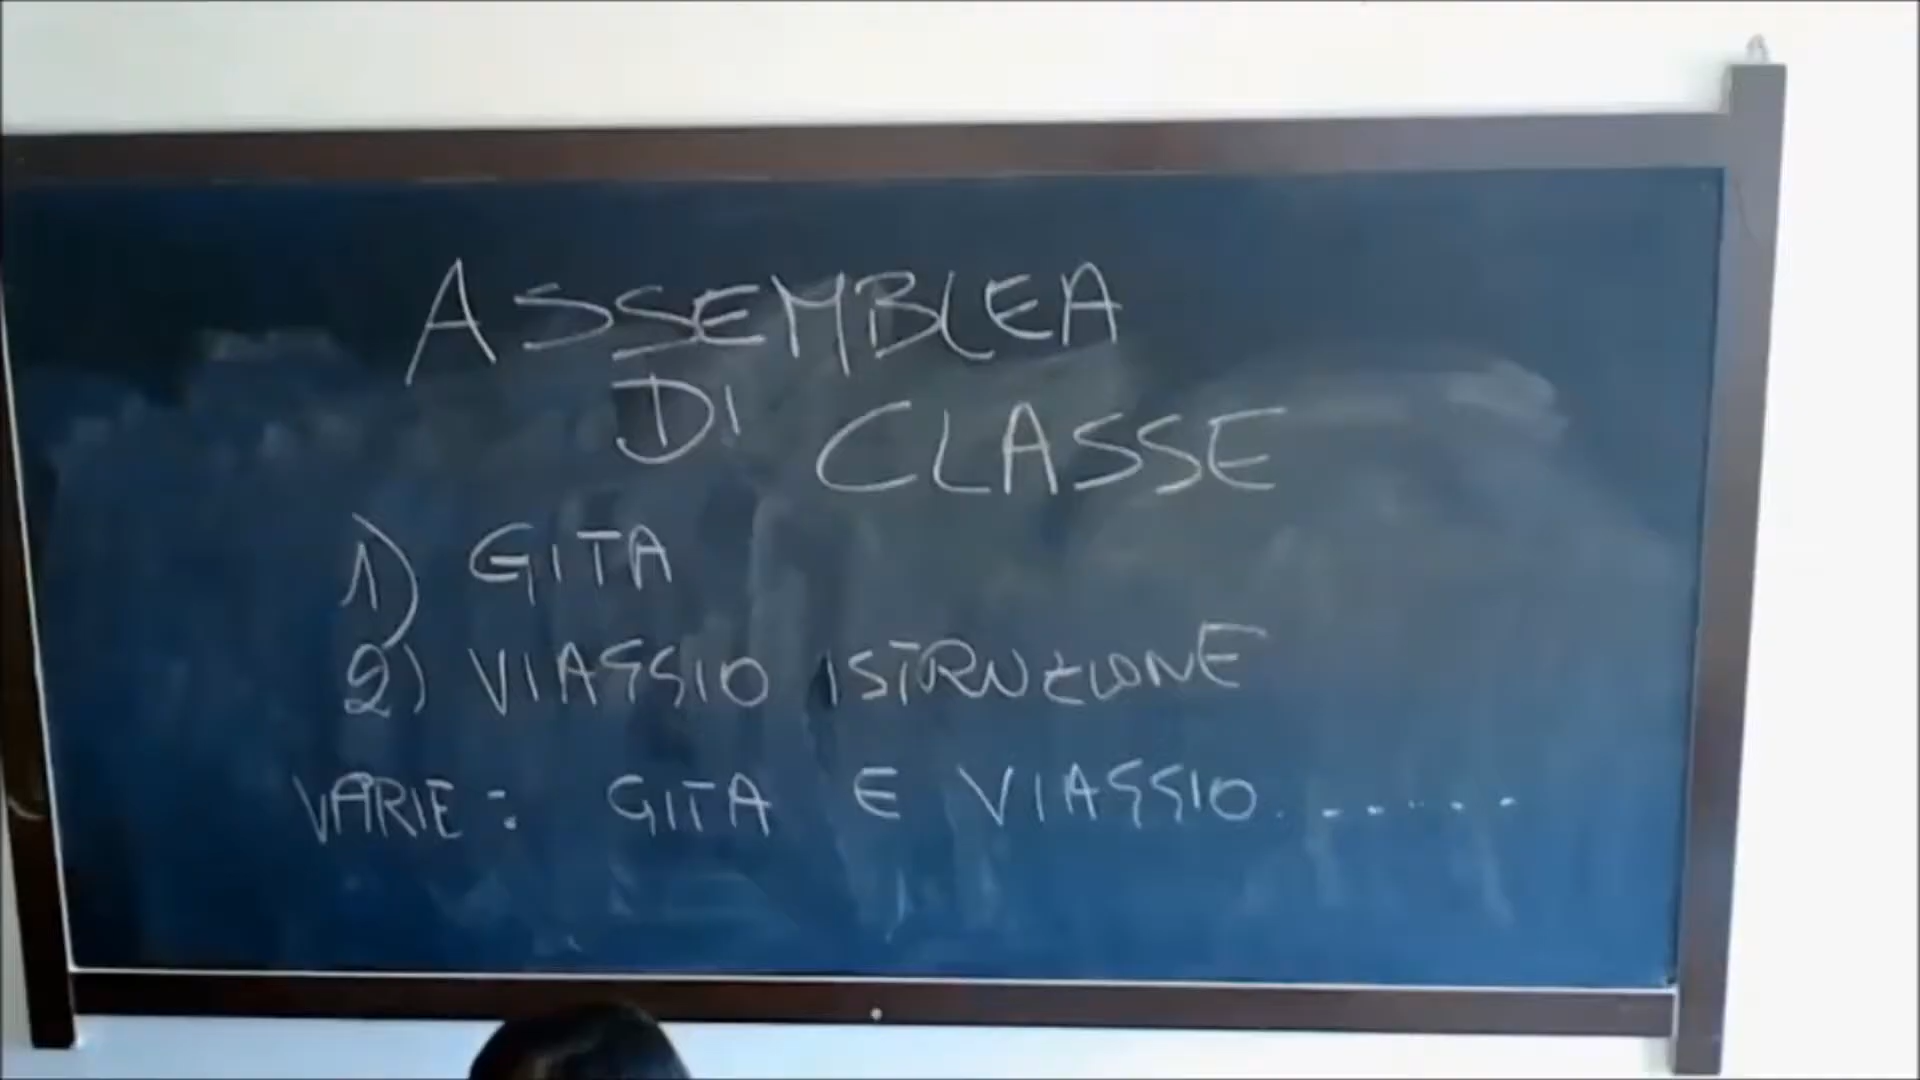 ASSEMBLEA
DI CLASSE
1) GITA
2) VIAGGIO ISTRUZIONE
VARIE: GITA E VIAGGIO.......